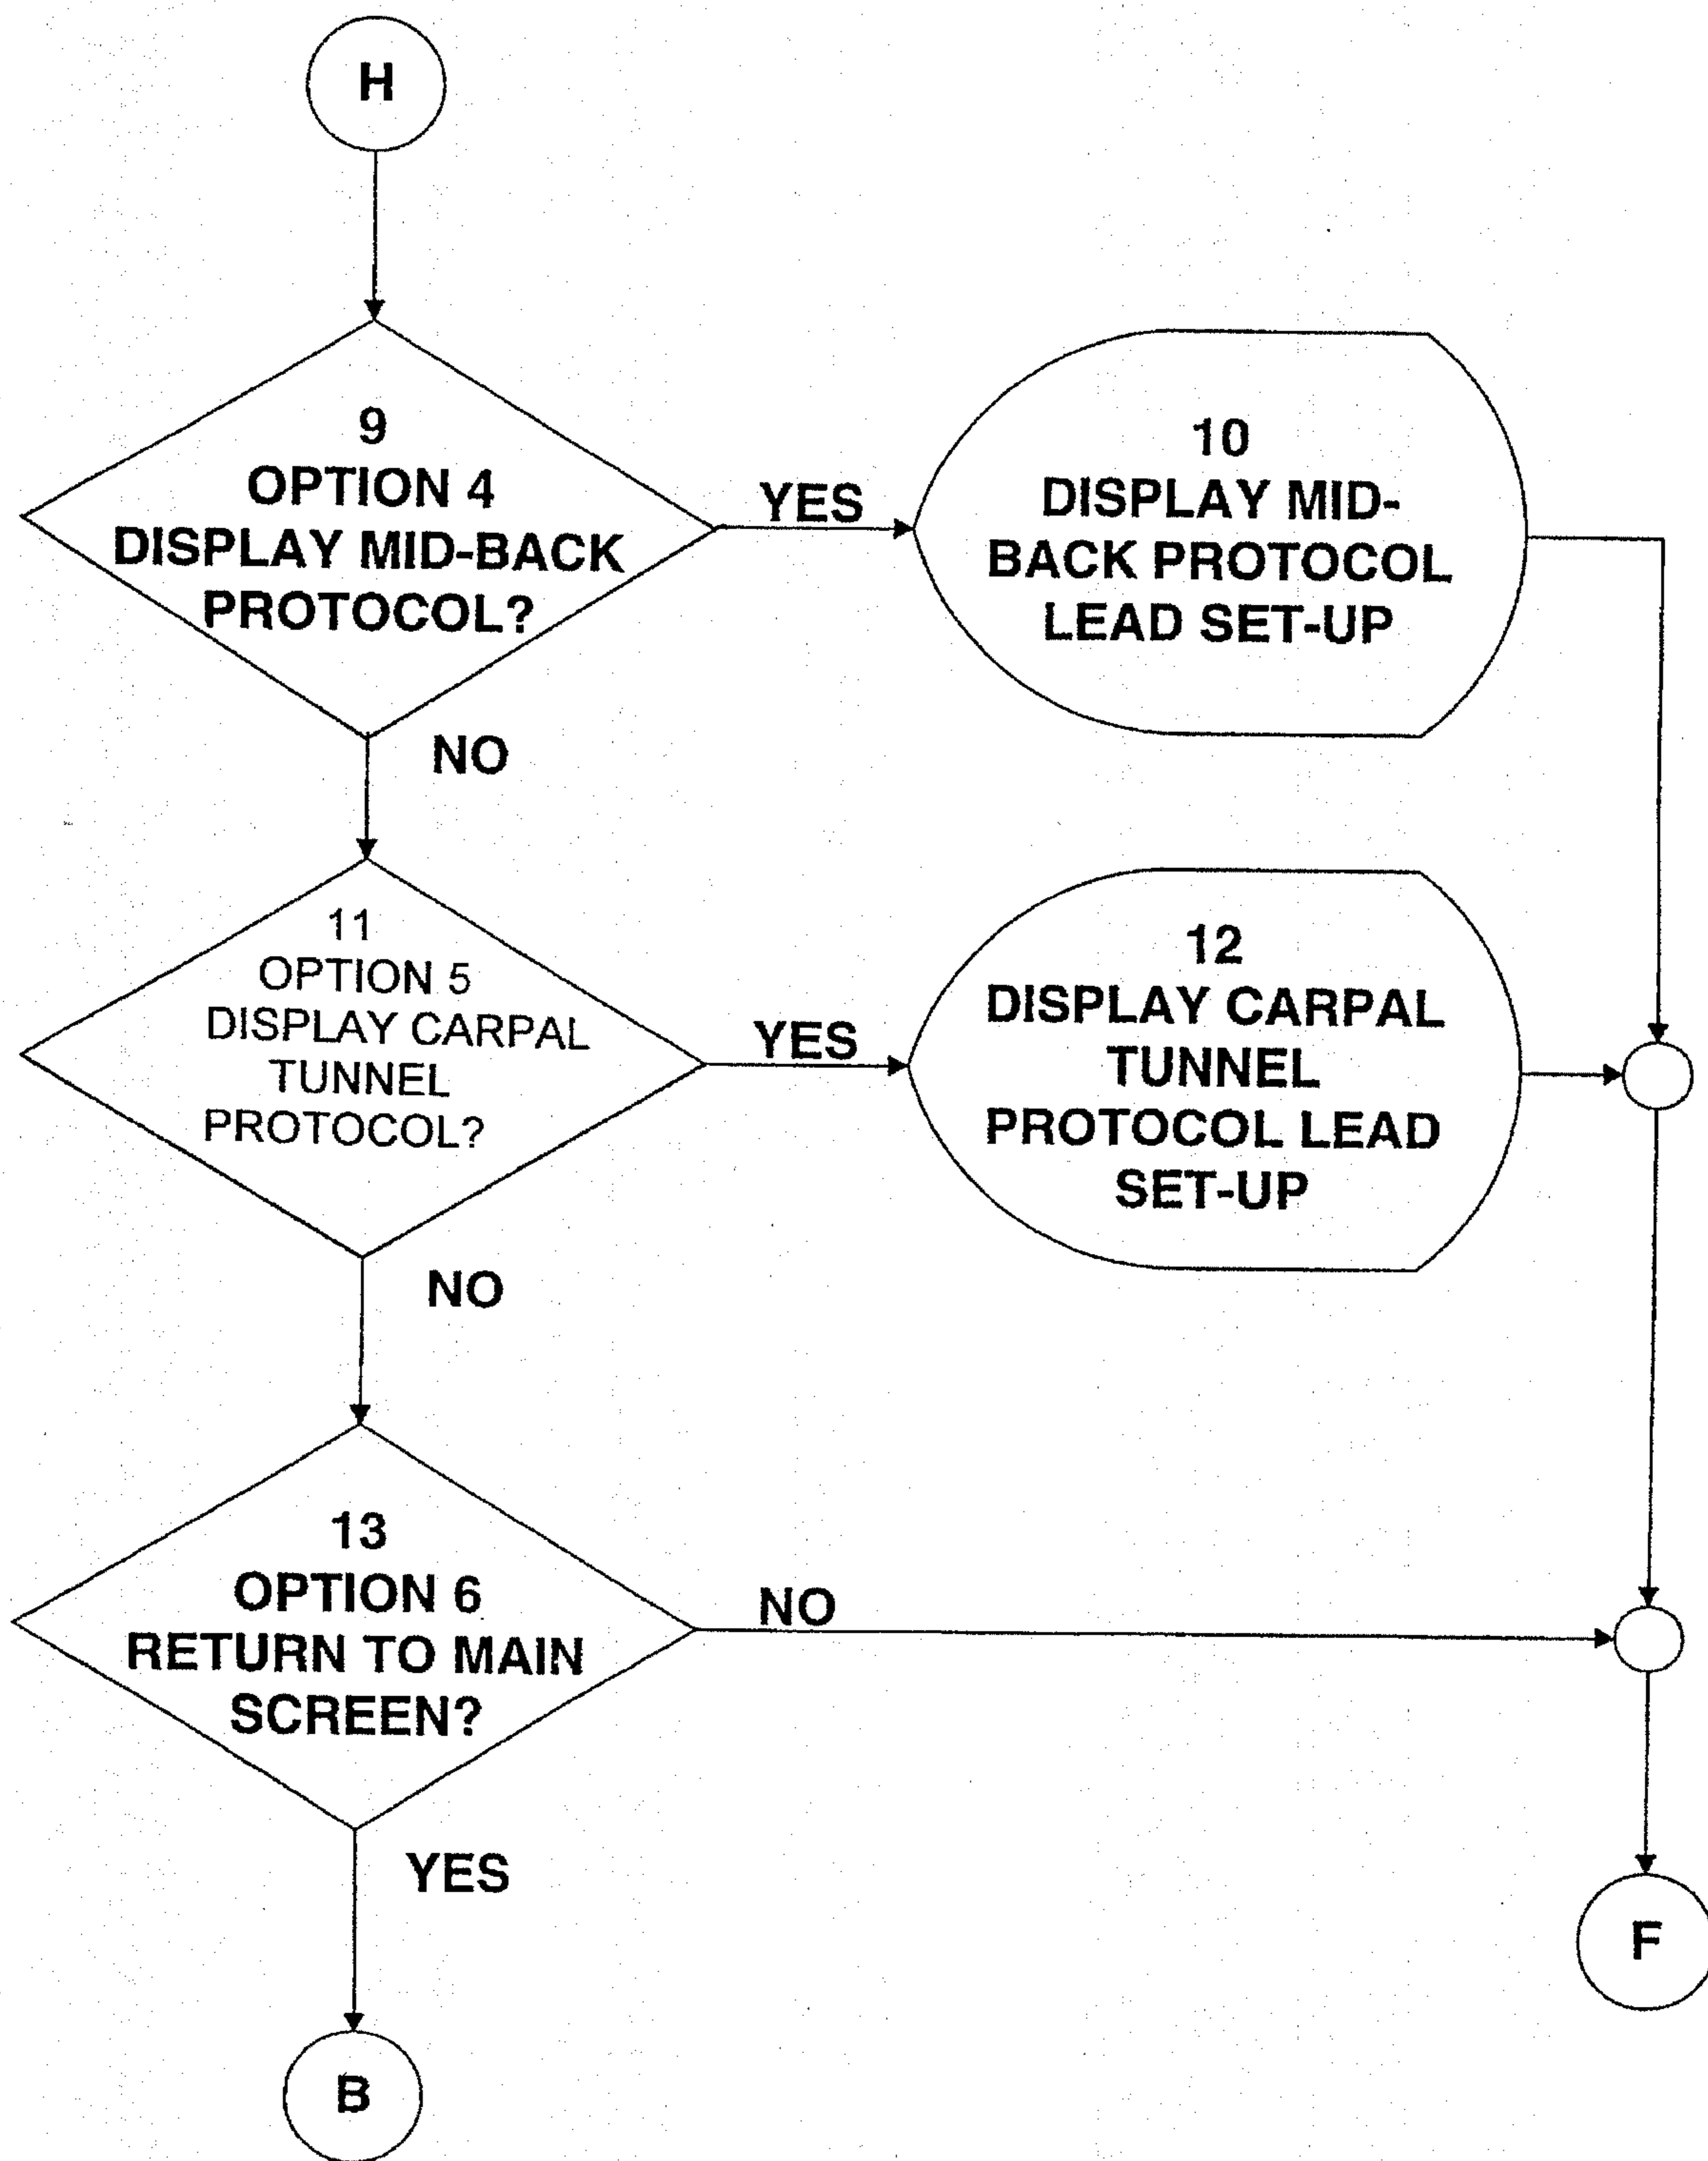 H
9
OPTION 4
DISPLAY MID-BACK
PROTOCOL?
YES
10
DISPLAY MID-
BACK PROTOCOL
LEAD SET-UP
NO
11
OPTION 5
DISPLAY CARPAL
TUNNEL
PROTOCOL?
YES
12
DISPLAY CARPAL
TUNNEL
PROTOCOL LEAD
SET-UP
NO
13
OPTION 6
RETURN TO MAIN
SCREEN?
NO
YES
F
B